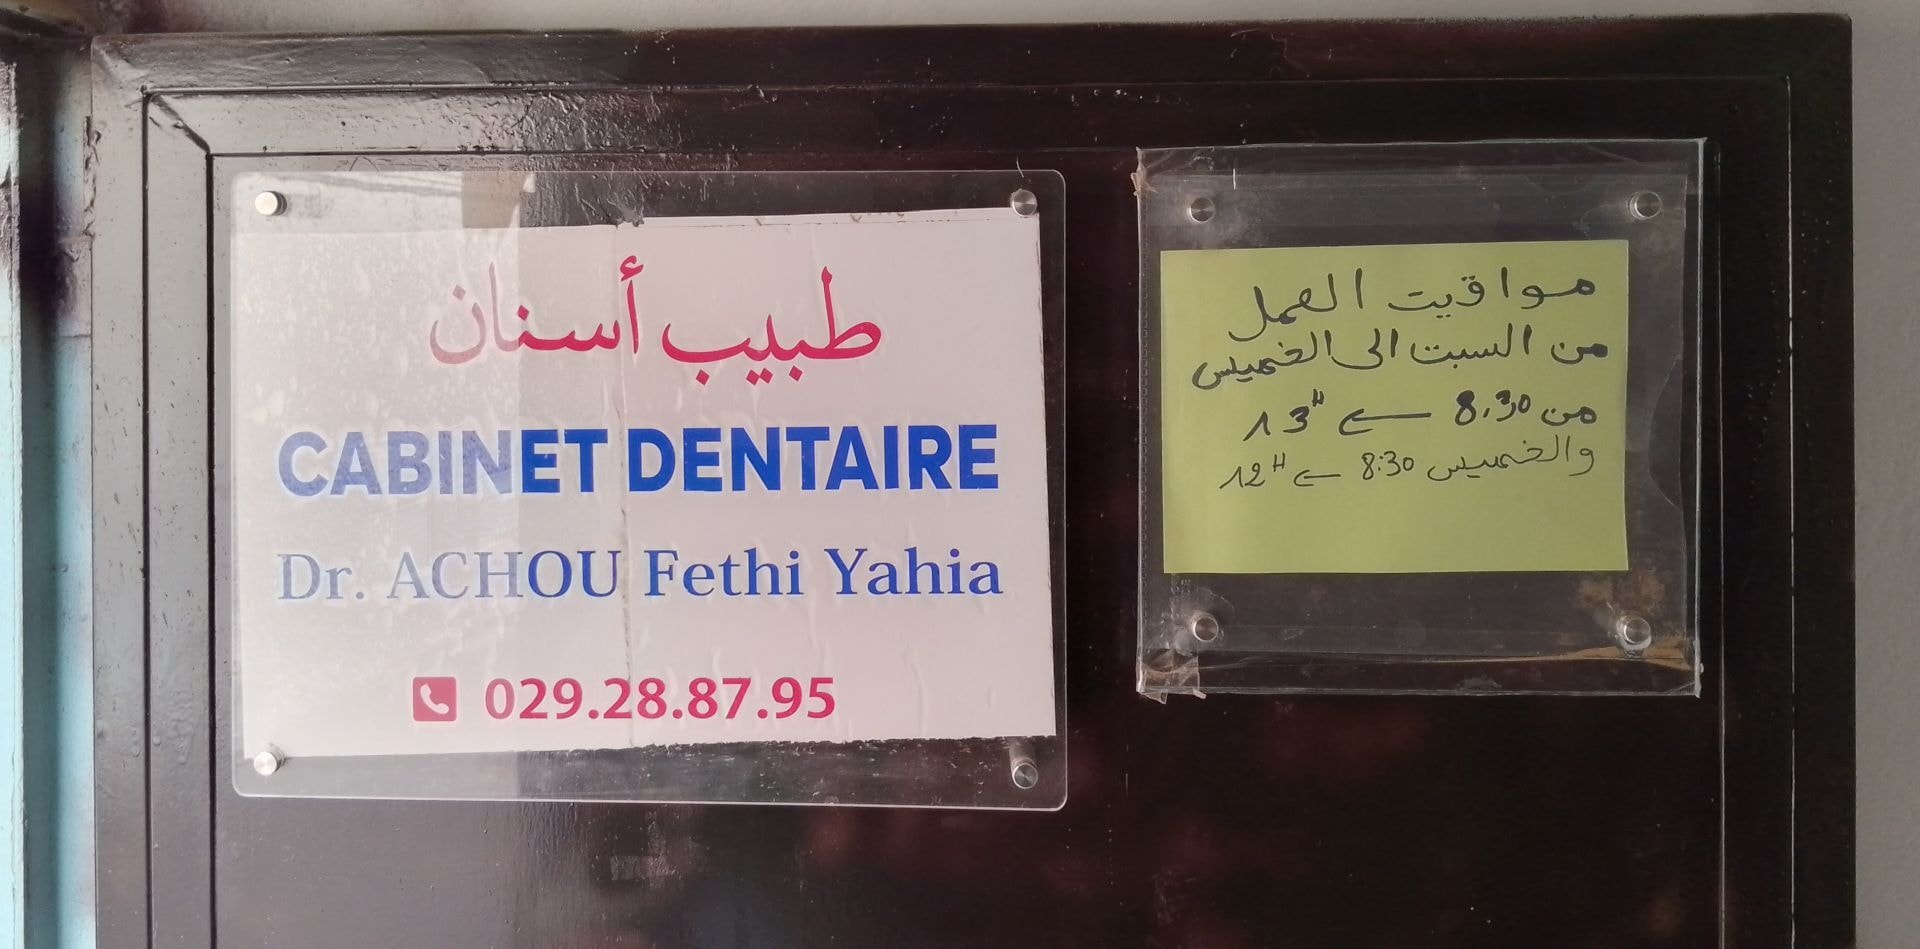 طبيب أسنان
CABINET DENTAIRE
Dr. ACHOU Fethi Yahia
029.28.87.95
مواقيت العمل
من السبت الى الخميس
من 8.30 ← 13H
والخميس 8:30 ← 12H